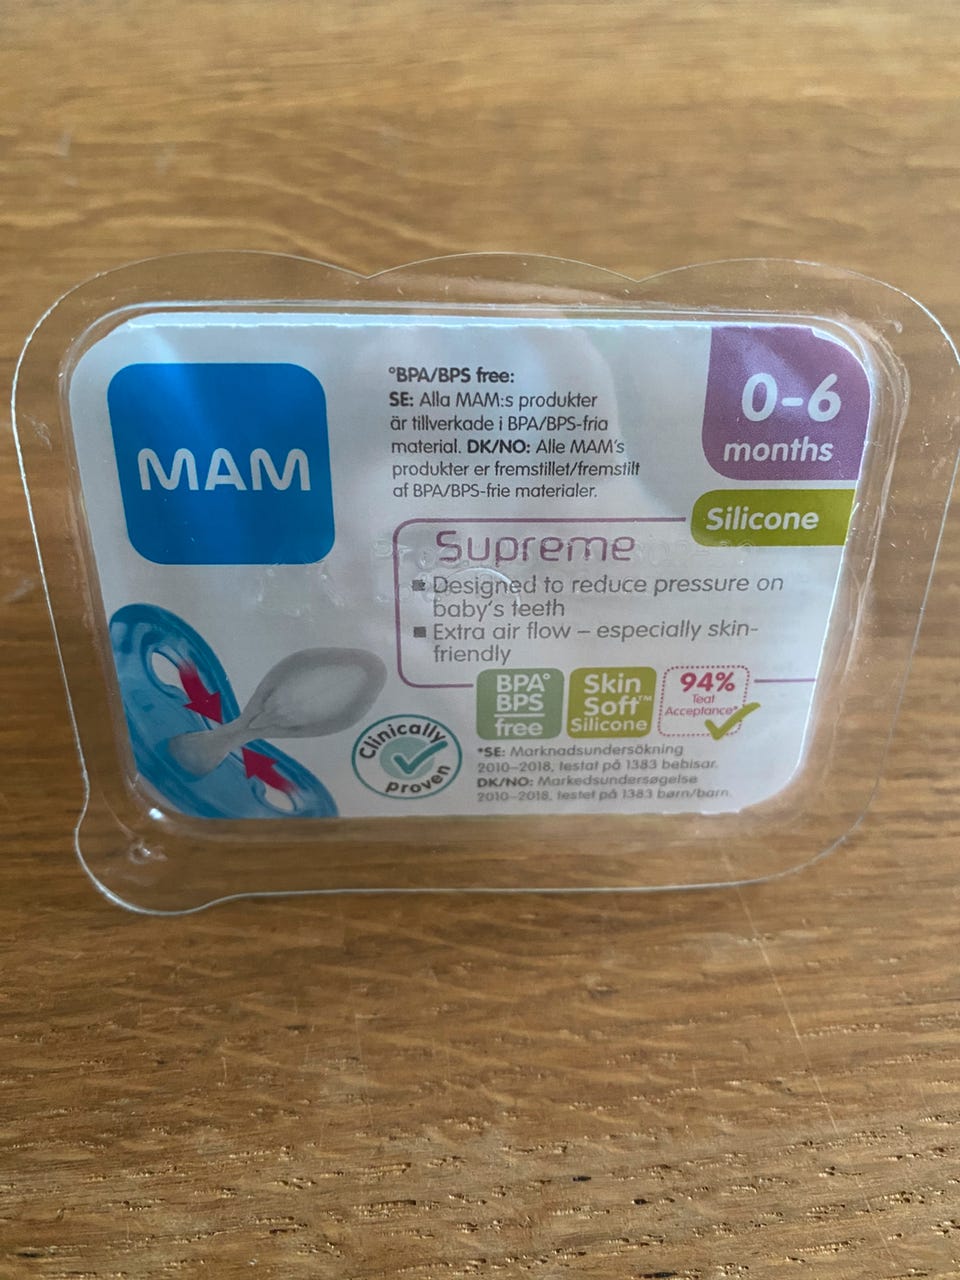 MAM
°BPA/BPS free:
SE: Alla MAM:s produkter
är tillverkade i BPA/BPS-fria
material. DK/NO: Alle MAM's
produkter er fremstillet/fremstilt
af BPA/BPS-frie materialer.
0-6
months
Silicone
Supreme
Designed to reduce pressure on
baby's teeth
Extra air flow – especially skin-
friendly
BPA°
BPS
free
Skin
Soft™
Silicone
94%
Teat
Acceptance*
Clinically
proven
*SE: Marknadsundersökning
2010–2018, testat på 1383 bebisar.
DK/NO: Markedsundersøgelse
2010–2018, testet på 1383 børn/barn.